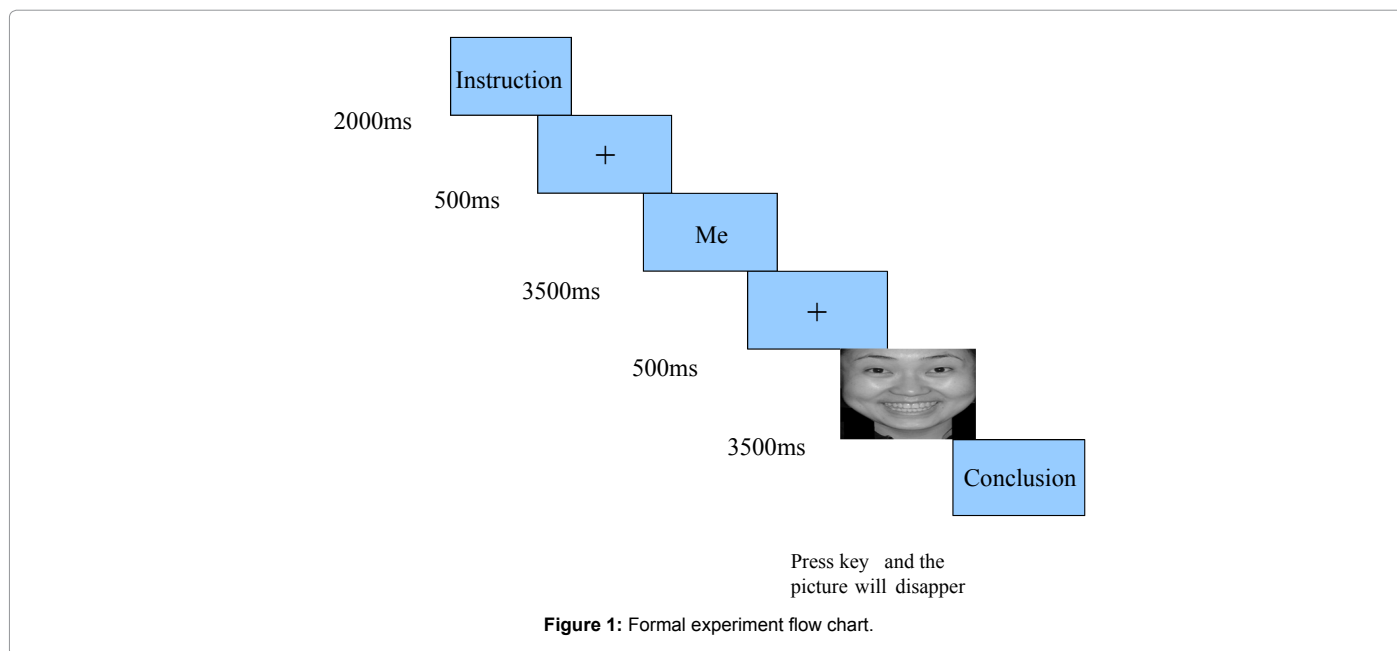 Instruction
2000ms
+
500ms
Me
3500ms
+
500ms
3500ms
Conclusion
Press key and the
picture will disapper
Figure 1: Formal experiment flow chart.